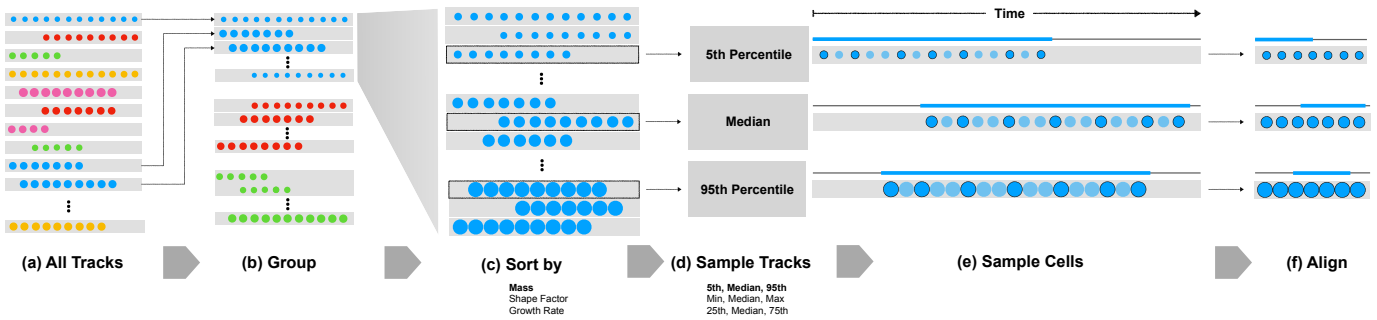 Time
5th Percentile
Median
95th Percentile
(a) All Tracks
(b) Group
(c) Sort by
(d) Sample Tracks
(e) Sample Cells
(f) Align
Mass
Shape Factor
Growth Rate
5th, Median, 95th
Min, Median, Max
25th, Median, 75th